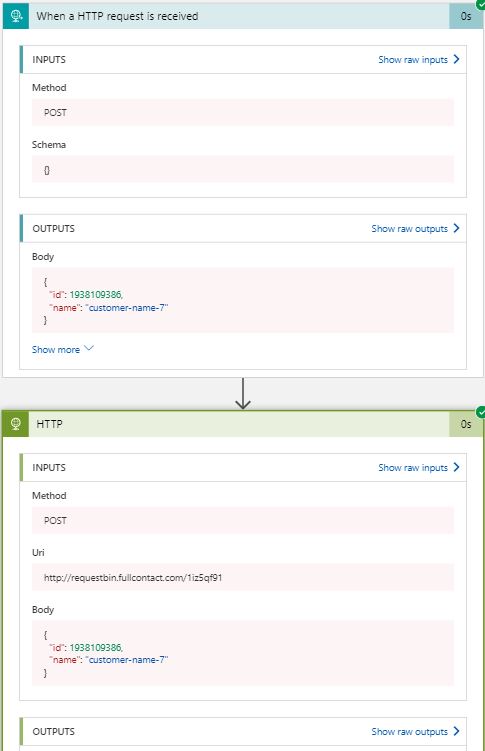 When a HTTP request is received
0s
INPUTS
Show raw inputs
Method
POST
Schema
{}
OUTPUTS
Show raw outputs
Body
{
"id": 1938109386,
"name": "customer-name-7"
}
Show more
HTTP
0s
INPUTS
Show raw inputs
Method
POST
Uri
http://requestbin.fullcontact.com/1iz5qf91
Body
{
"id": 1938109386,
"name": "customer-name-7"
}
OUTPUTS
Show raw outputs